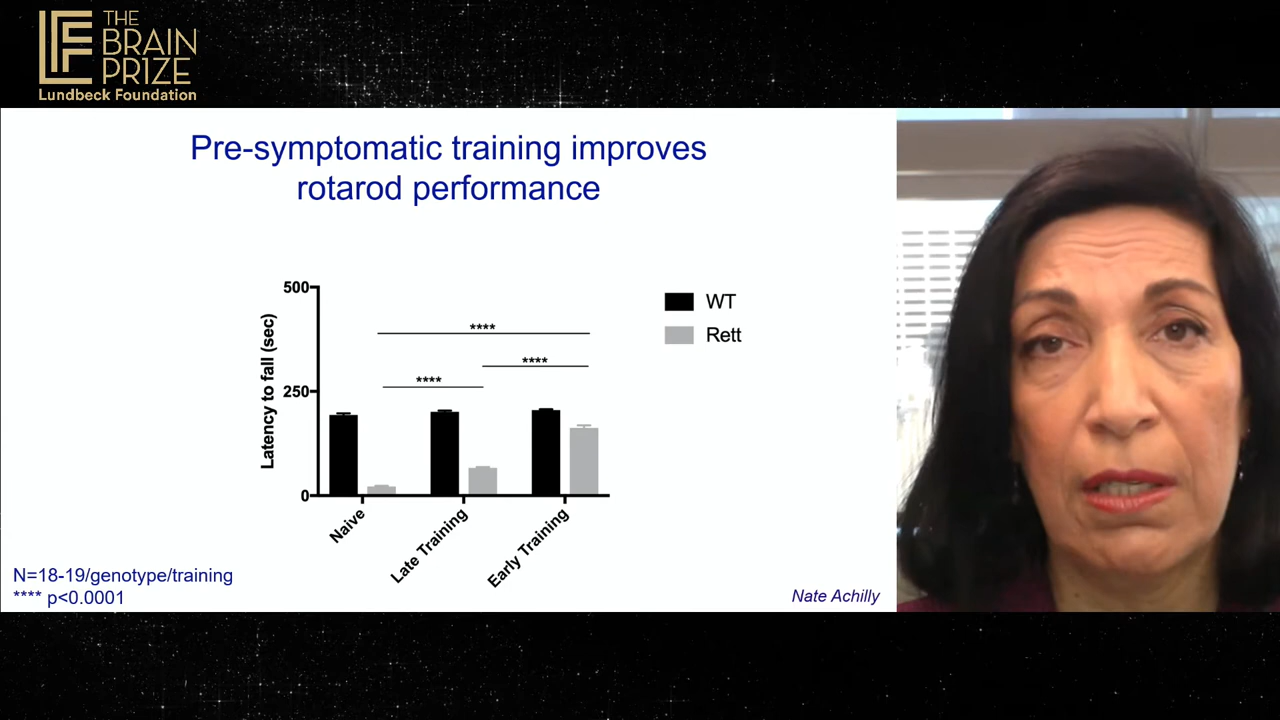 THE
BRAIN
PRIZE
Lundbeck Foundation
Pre-symptomatic training improves
rotarod performance
500
250
0
Latency to fall (sec)
****
****
****
WT
Rett
Naive
Late Training
Early Training
N=18-19/genotype/training
**** p<0.0001
Nate Achilly